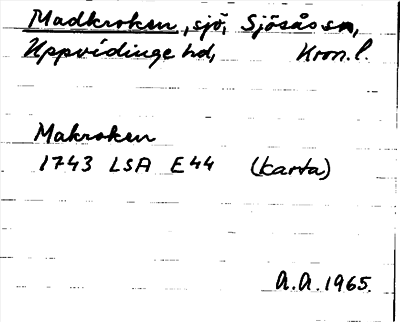 Madkroken, sjö, Sjösås sn,
Uppvidinge hd, Kron. l.
Makroken
1743 LSA E44 (karta)
A.A. 1965.